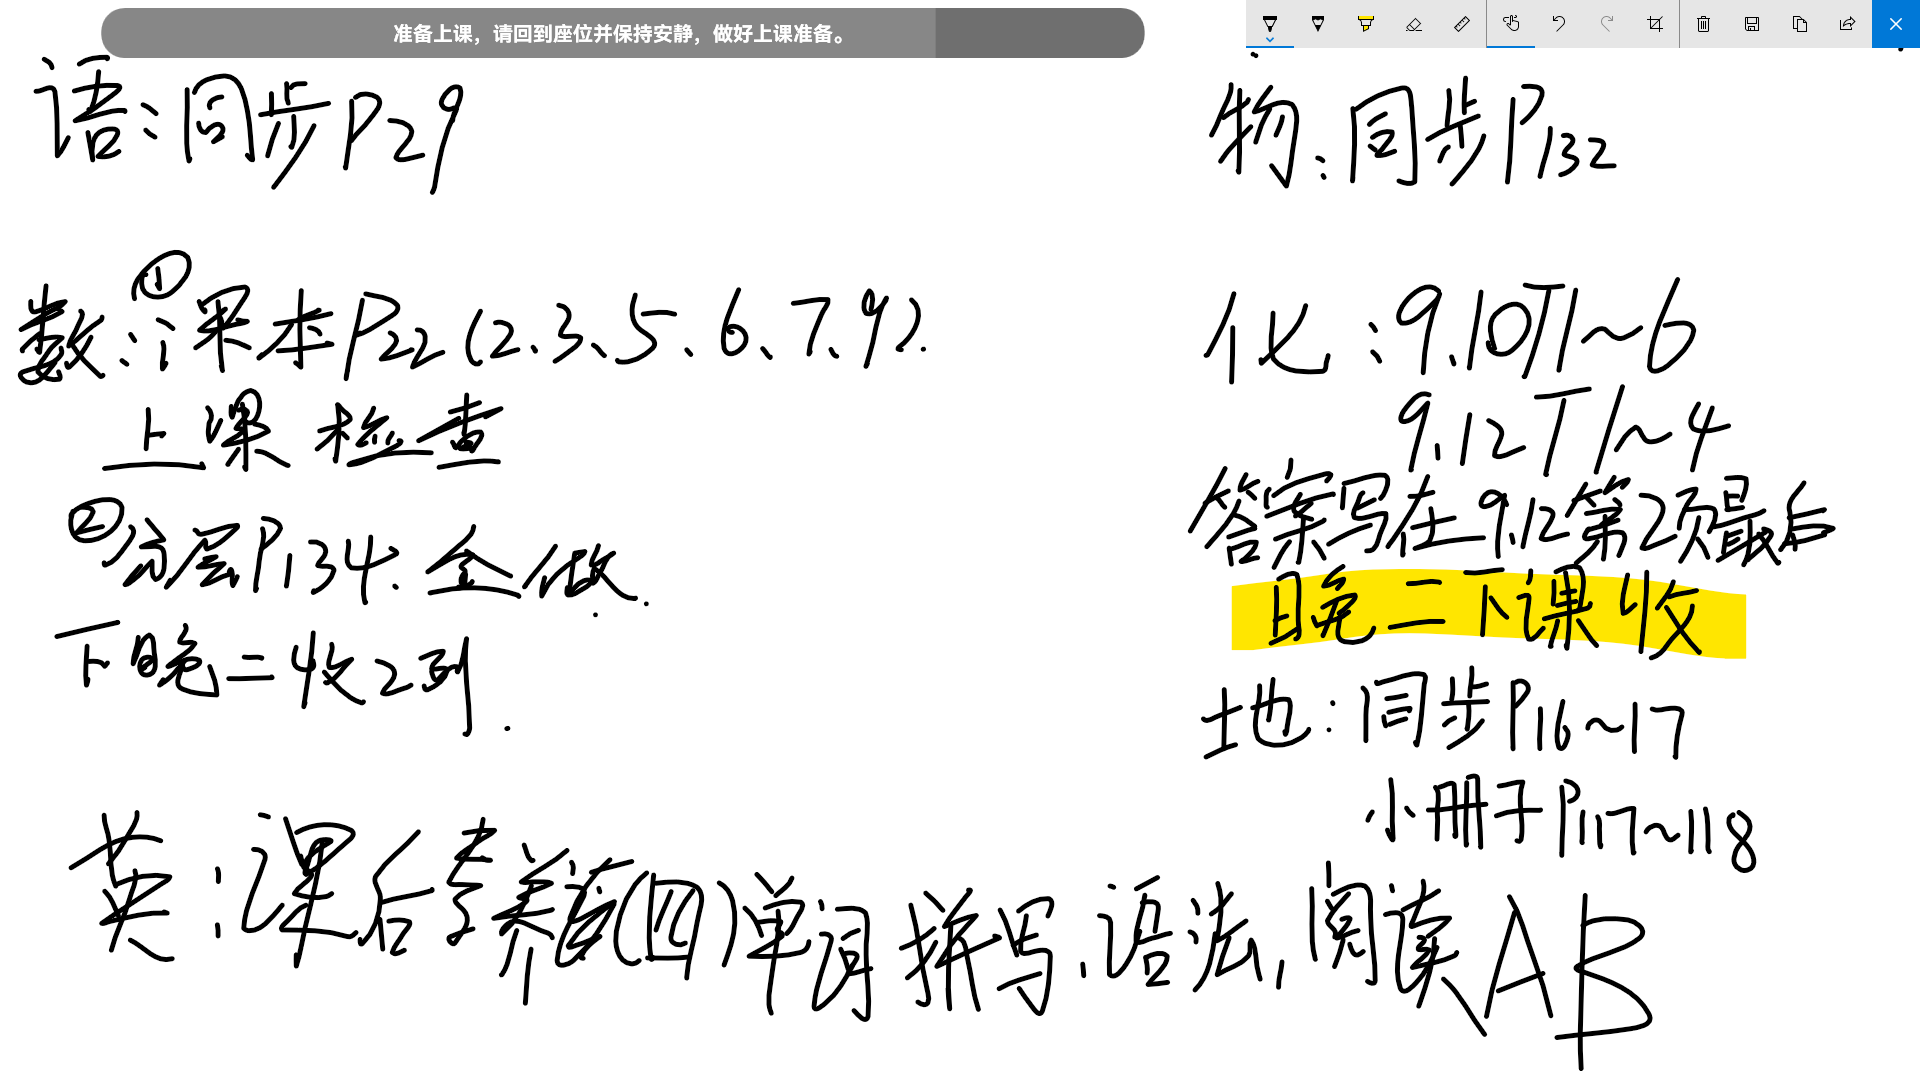 准备上课，请回到座位并保持安静，做好上课准备。
语：同步P29
数：①课本P22（2、3、5、6、7、9）.
上课检查
②分层P134. 全做.
下晚二收2列.
英：课后素养（四）单词拼写、语法，阅读AB
物：同步P132
化：9.10T1~6
9.12T1~4
答案写在9.12第2项最后
晚二下课收
地：同步P16~17
小册子P117~118